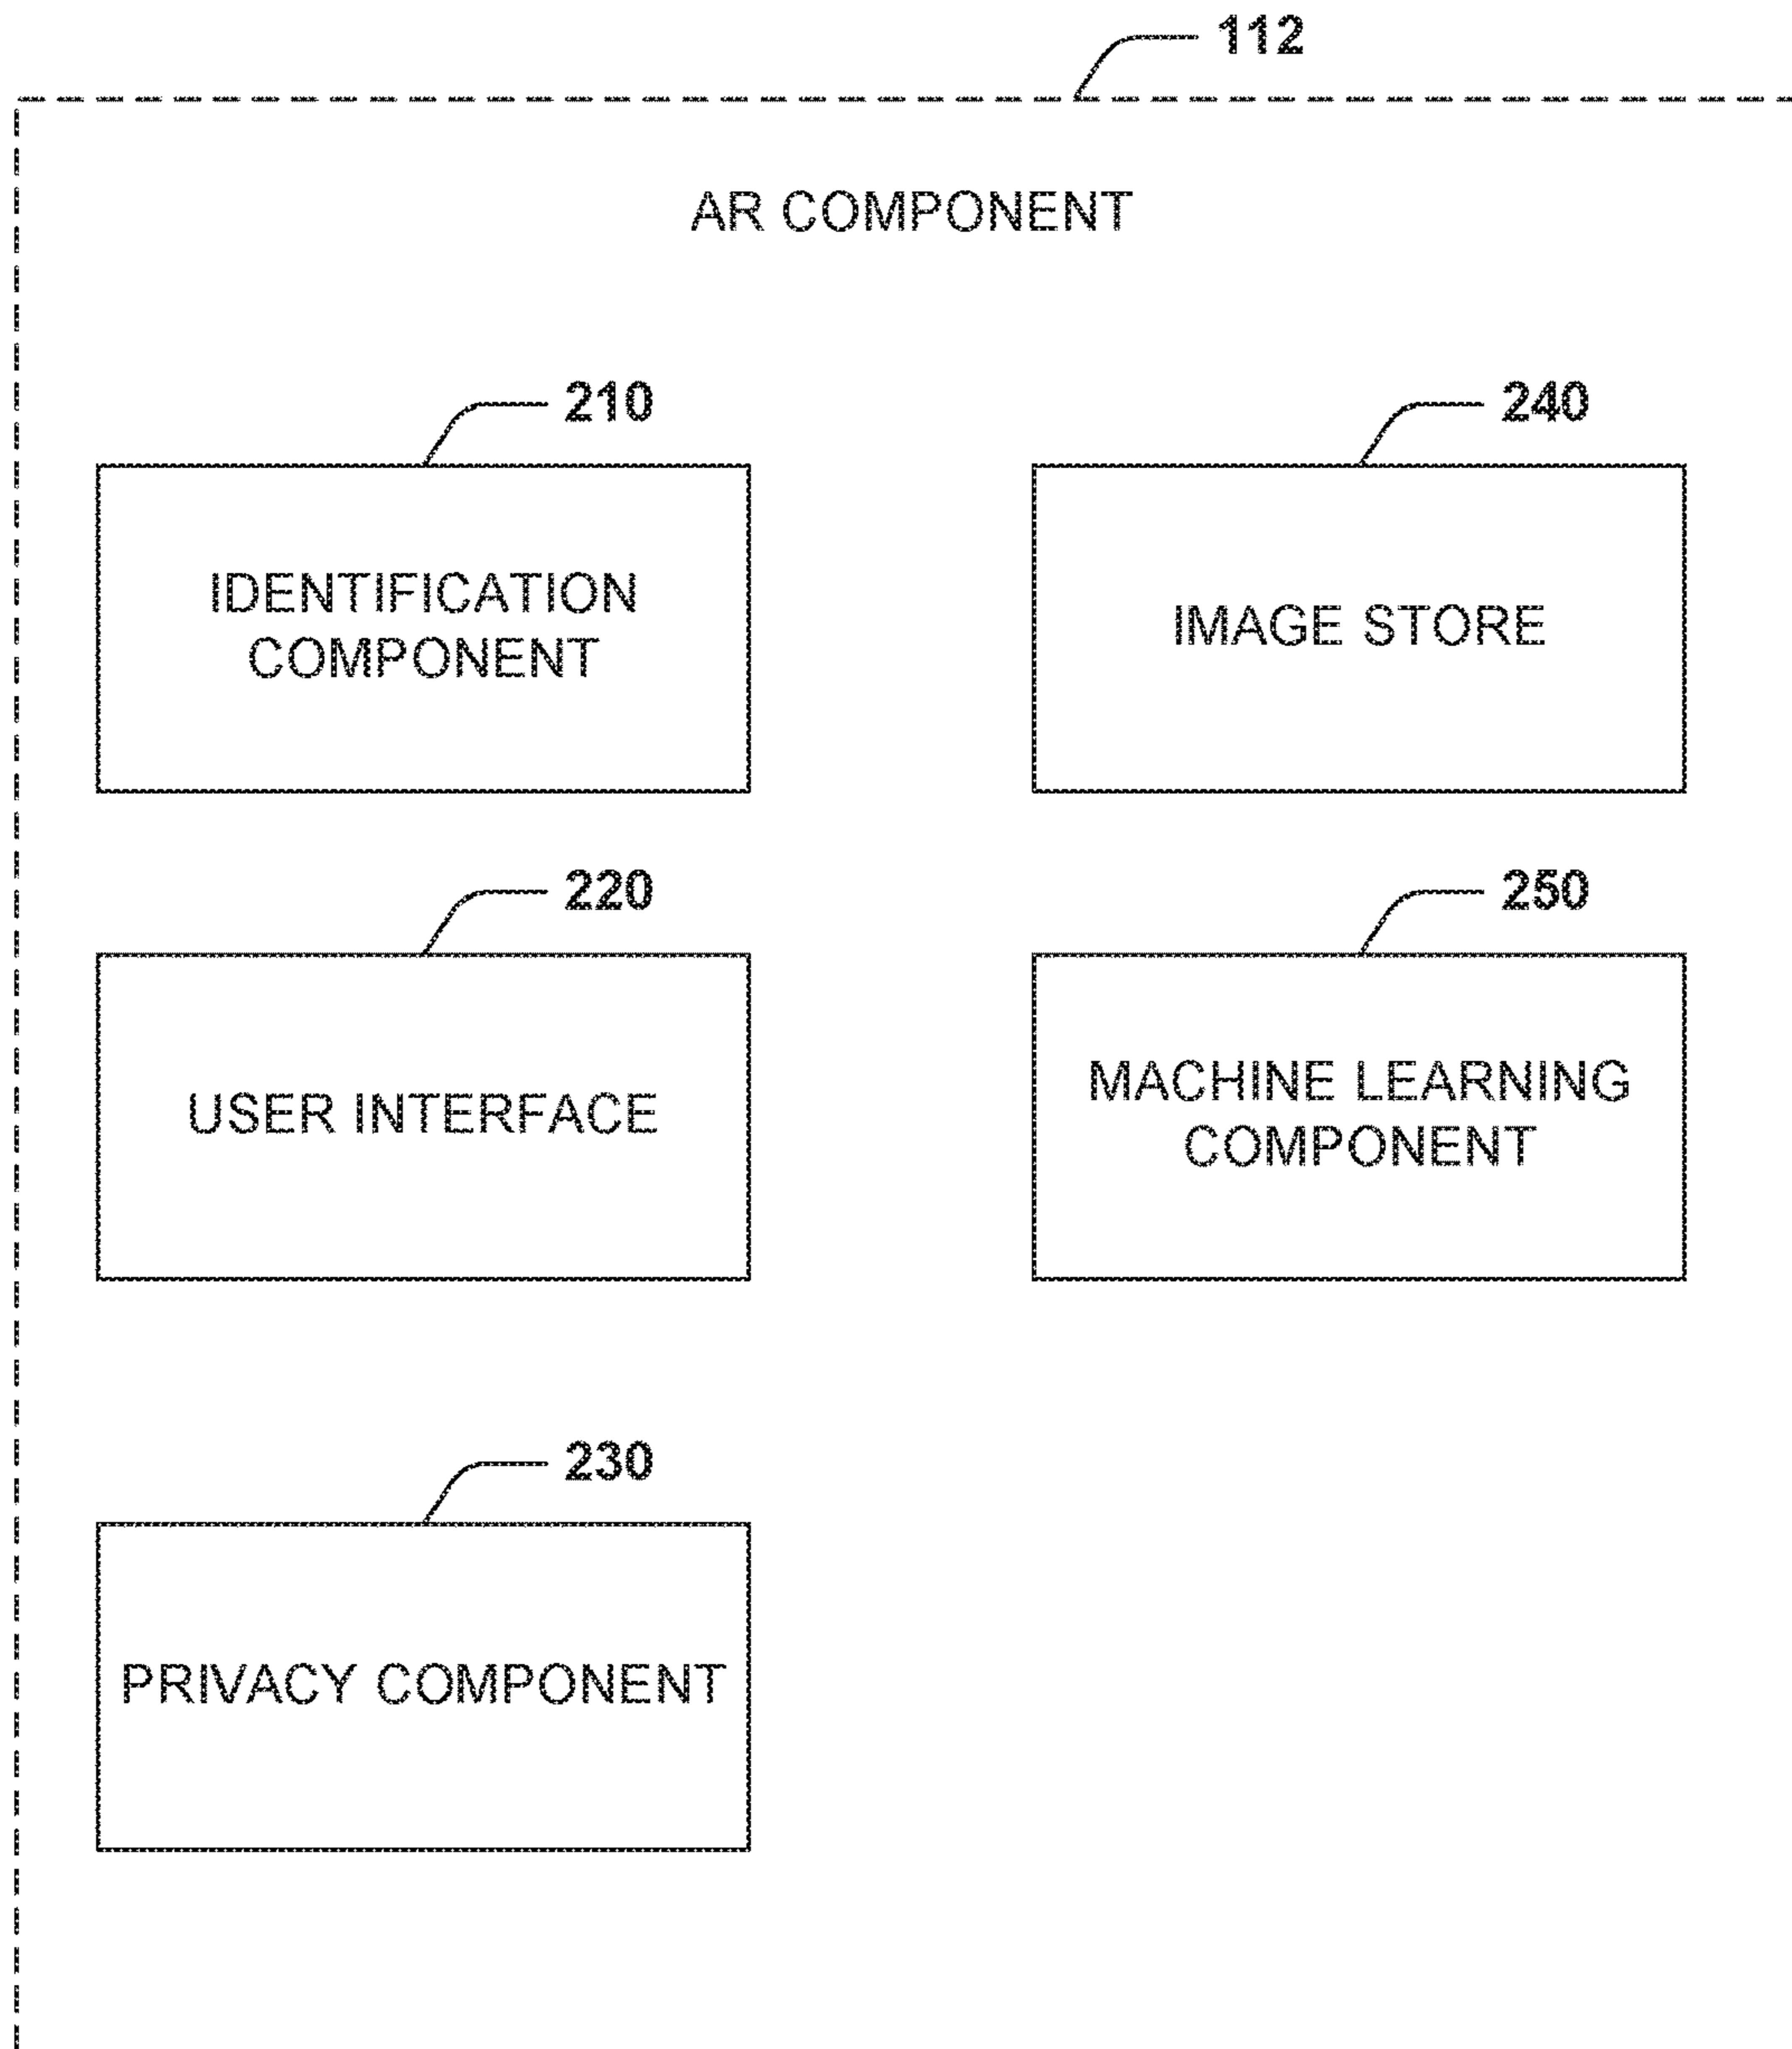 112
AR COMPONENT
210
IDENTIFICATION
COMPONENT
240
IMAGE STORE
220
USER INTERFACE
250
MACHINE LEARNING
COMPONENT
230
PRIVACY COMPONENT